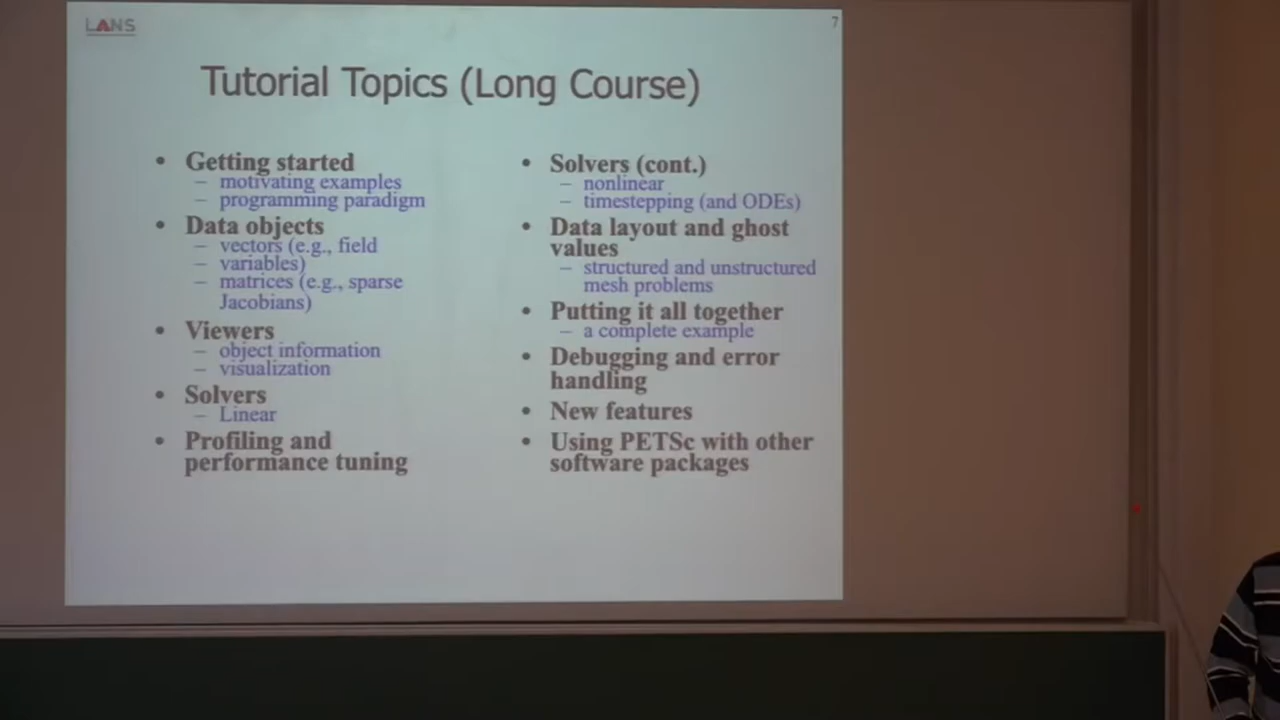 LANS
7
Tutorial Topics (Long Course)
• Getting started
– motivating examples
– programming paradigm
• Data objects
– vectors (e.g., field
– variables)
– matrices (e.g., sparse
Jacobians)
• Viewers
– object information
– visualization
• Solvers
– Linear
• Profiling and
performance tuning
• Solvers (cont.)
– nonlinear
– timestepping (and ODEs)
• Data layout and ghost
values
– structured and unstructured
mesh problems
• Putting it all together
– a complete example
• Debugging and error
handling
• New features
• Using PETSc with other
software packages